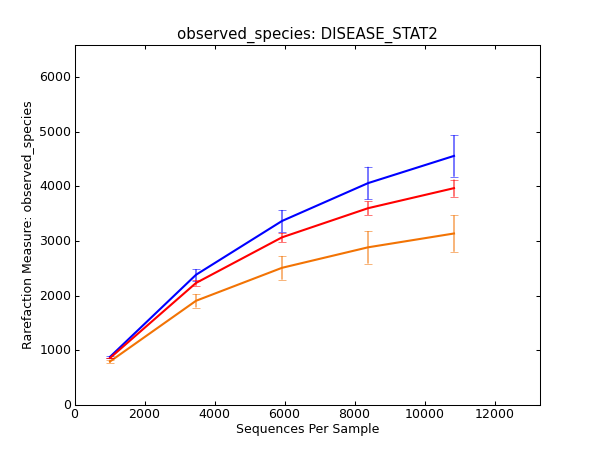 observed_species: DISEASE_STAT2
6000
5000
4000
3000
2000
1000
0
Rarefaction Measure: observed_species
0 2000 4000 6000 8000 10000 12000
Sequences Per Sample